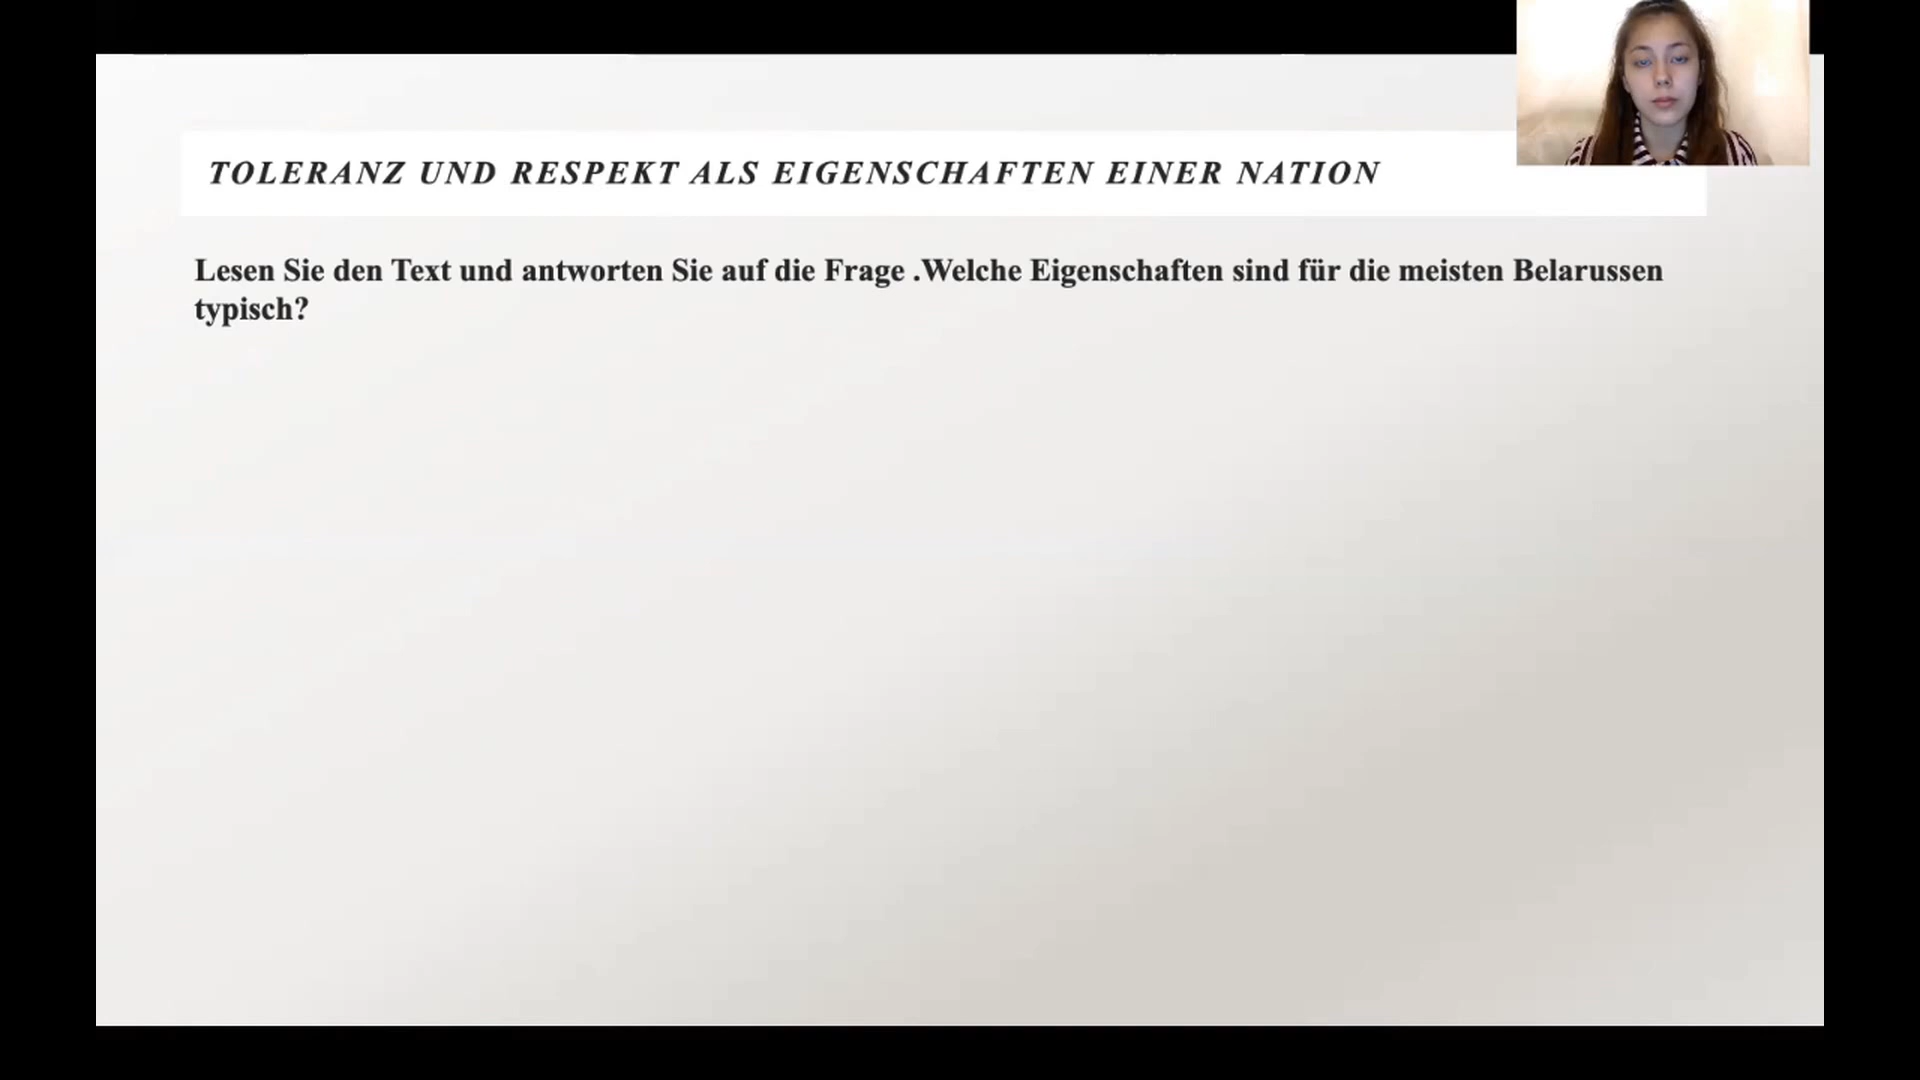 TOLERANZ UND RESPEKT ALS EIGENSCHAFTEN EINER NATION
Lesen Sie den Text und antworten Sie auf die Frage .Welche Eigenschaften sind für die meisten Belarussen
typisch?